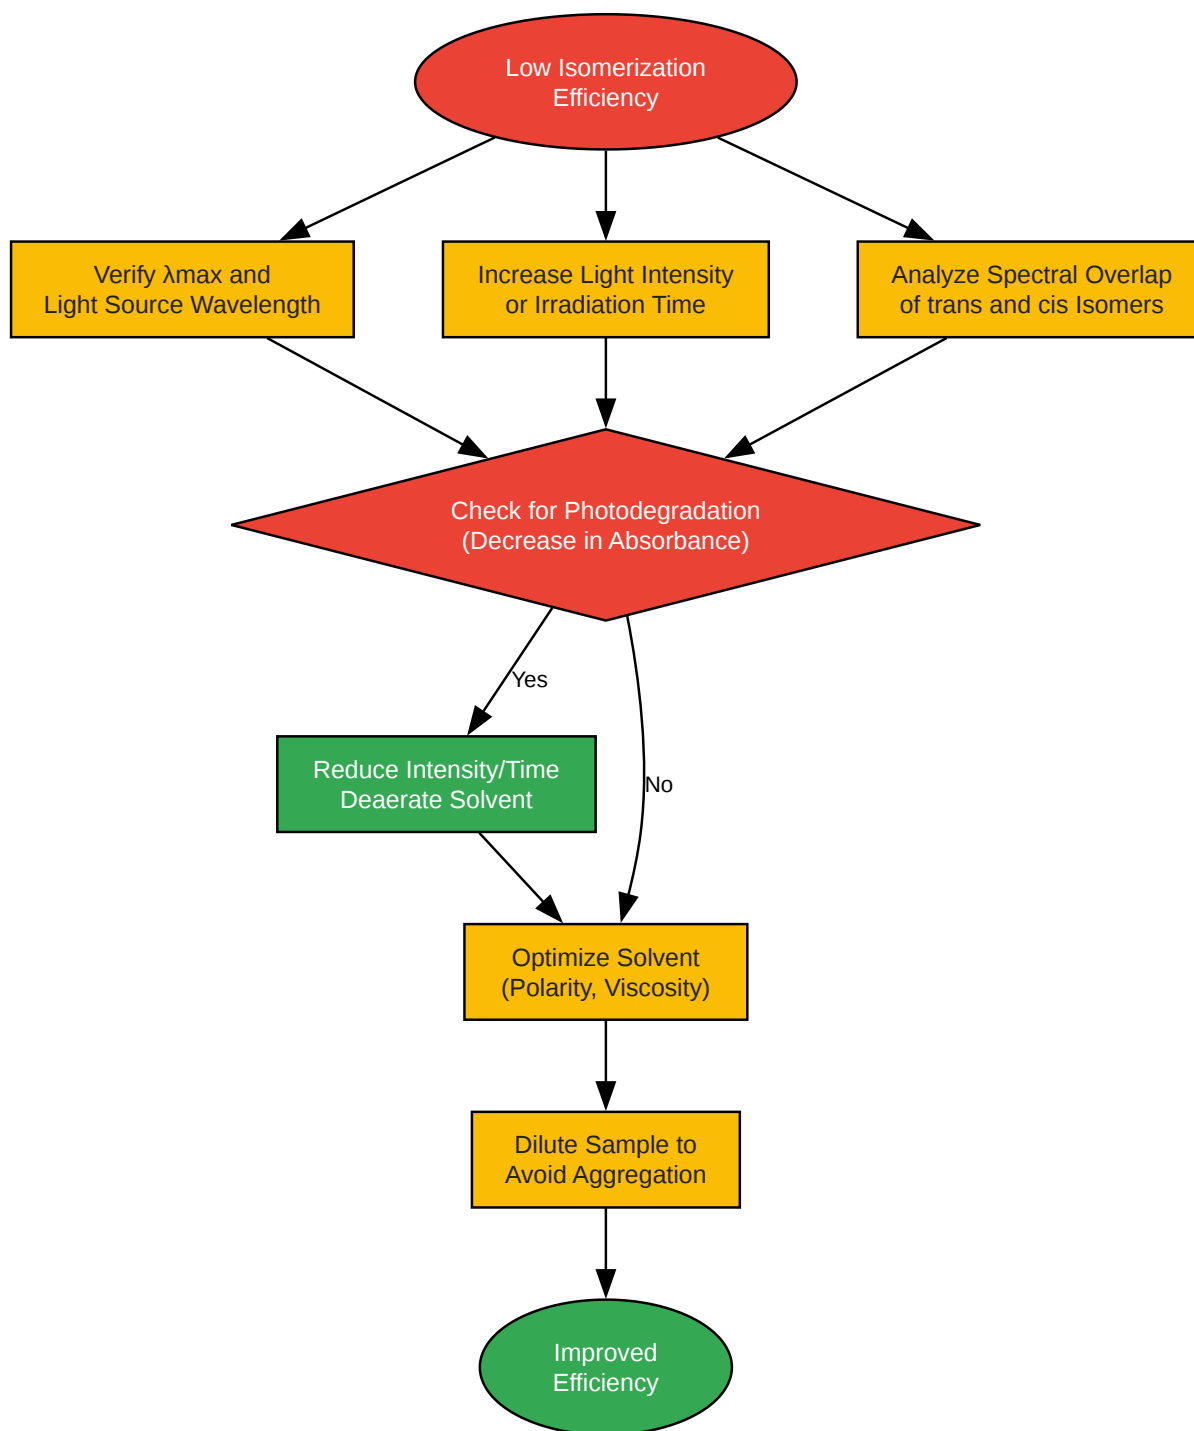 Low Isomerization
Efficiency
Verify λmax and
Light Source Wavelength
Increase Light Intensity
or Irradiation Time
Analyze Spectral Overlap
of trans and cis Isomers
Check for Photodegradation
(Decrease in Absorbance)
Yes
Reduce Intensity/Time
Deaerate Solvent
No
Optimize Solvent
(Polarity, Viscosity)
Dilute Sample to
Avoid Aggregation
Improved
Efficiency